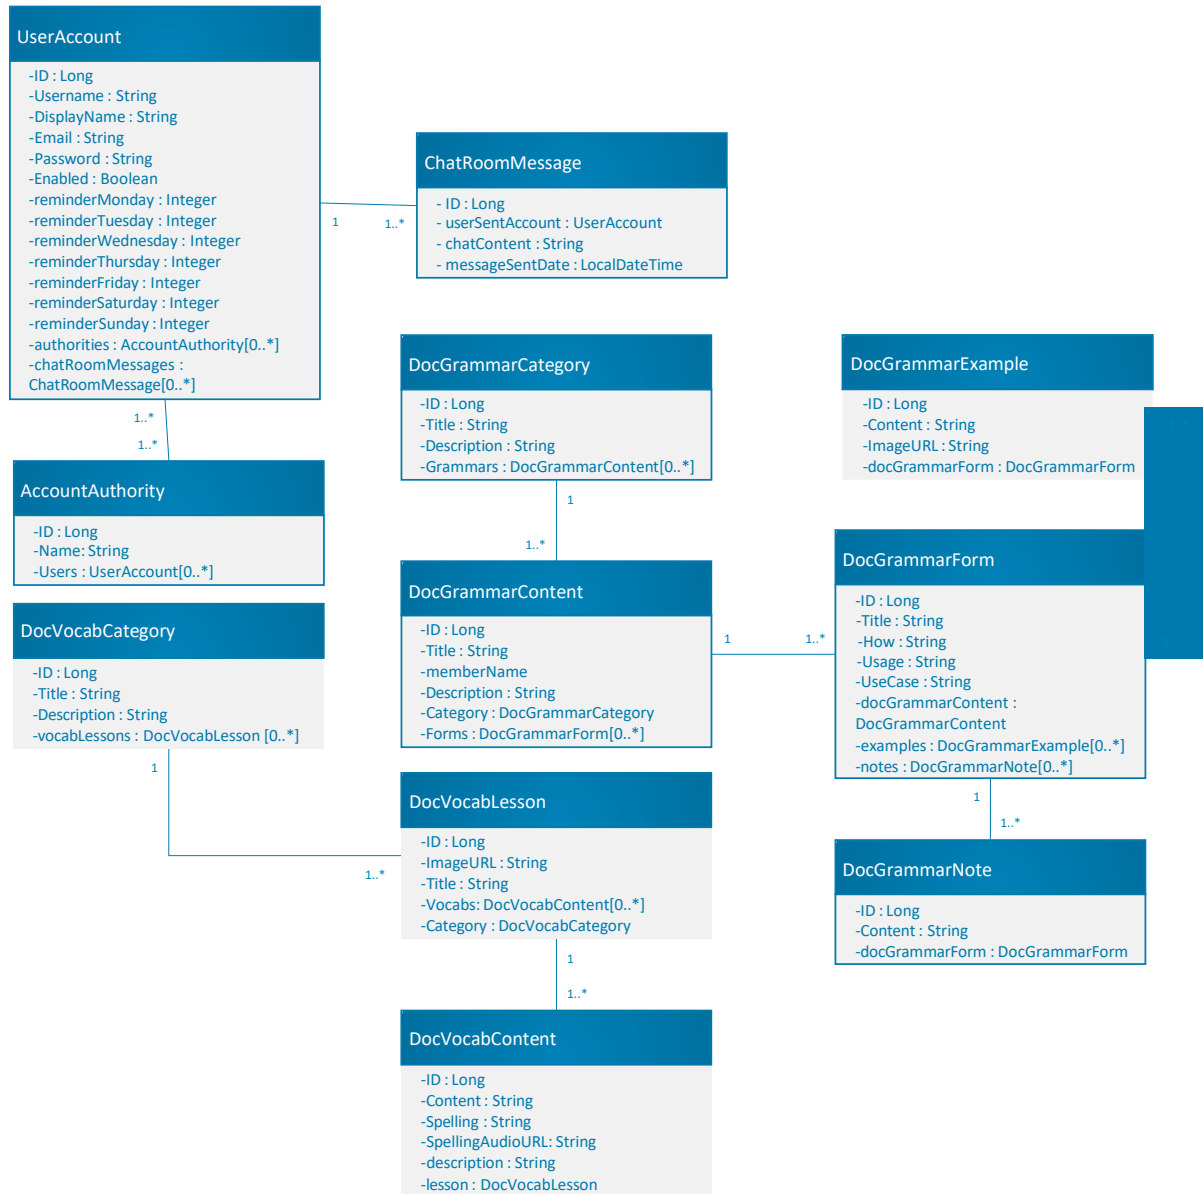 UserAccount
-ID : Long
-Username : String
-DisplayName : String
-Email : String
-Password : String
-Enabled : Boolean
-reminderMonday : Integer
-reminderTuesday : Integer
-reminderWednesday : Integer
-reminderThursday : Integer
-reminderFriday : Integer
-reminderSaturday : Integer
-reminderSunday : Integer
-authorities : AccountAuthority[0..*]
-chatRoomMessages :
ChatRoomMessage[0..*]
1
1..*
ChatRoomMessage
- ID : Long
- userSentAccount : UserAccount
- chatContent : String
- messageSentDate : LocalDateTime
1..*
1..*
AccountAuthority
-ID : Long
-Name: String
-Users : UserAccount[0..*]
DocGrammarCategory
-ID : Long
-Title : String
-Description : String
-Grammars : DocGrammarContent[0..*]
1
1..*
DocGrammarExample
-ID : Long
-Content : String
-ImageURL : String
-docGrammarForm : DocGrammarForm
DocGrammarContent
-ID : Long
-Title : String
-memberName
-Description : String
-Category : DocGrammarCategory
-Forms : DocGrammarForm[0..*]
1
1..*
DocGrammarForm
-ID : Long
-Title : String
-How : String
-Usage : String
-UseCase : String
-docGrammarContent :
DocGrammarContent
-examples : DocGrammarExample[0..*]
-notes : DocGrammarNote[0..*]
1
1..*
DocGrammarNote
-ID : Long
-Content : String
-docGrammarForm : DocGrammarForm
DocVocabCategory
-ID : Long
-Title : String
-Description : String
-vocabLessons : DocVocabLesson [0..*]
1
1..*
DocVocabLesson
-ID : Long
-ImageURL : String
-Title : String
-Vocabs: DocVocabContent[0..*]
-Category : DocVocabCategory
1
1..*
DocVocabContent
-ID : Long
-Content : String
-Spelling : String
-SpellingAudioURL: String
-description : String
-lesson : DocVocabLesson